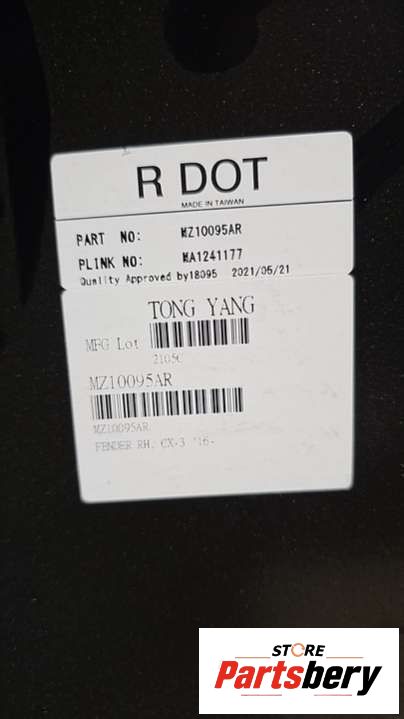 R DOT
MADE IN TAIWAN
PART NO: MZ10095AR
PLINK NO: MA1241177
Quality Approved by18095 2021/05/21
TONG YANG
MFG Lot
2105C
MZ10095AR
MZ10095AR
FENDER RH. CX-3 '16-
STORE
Partsbery